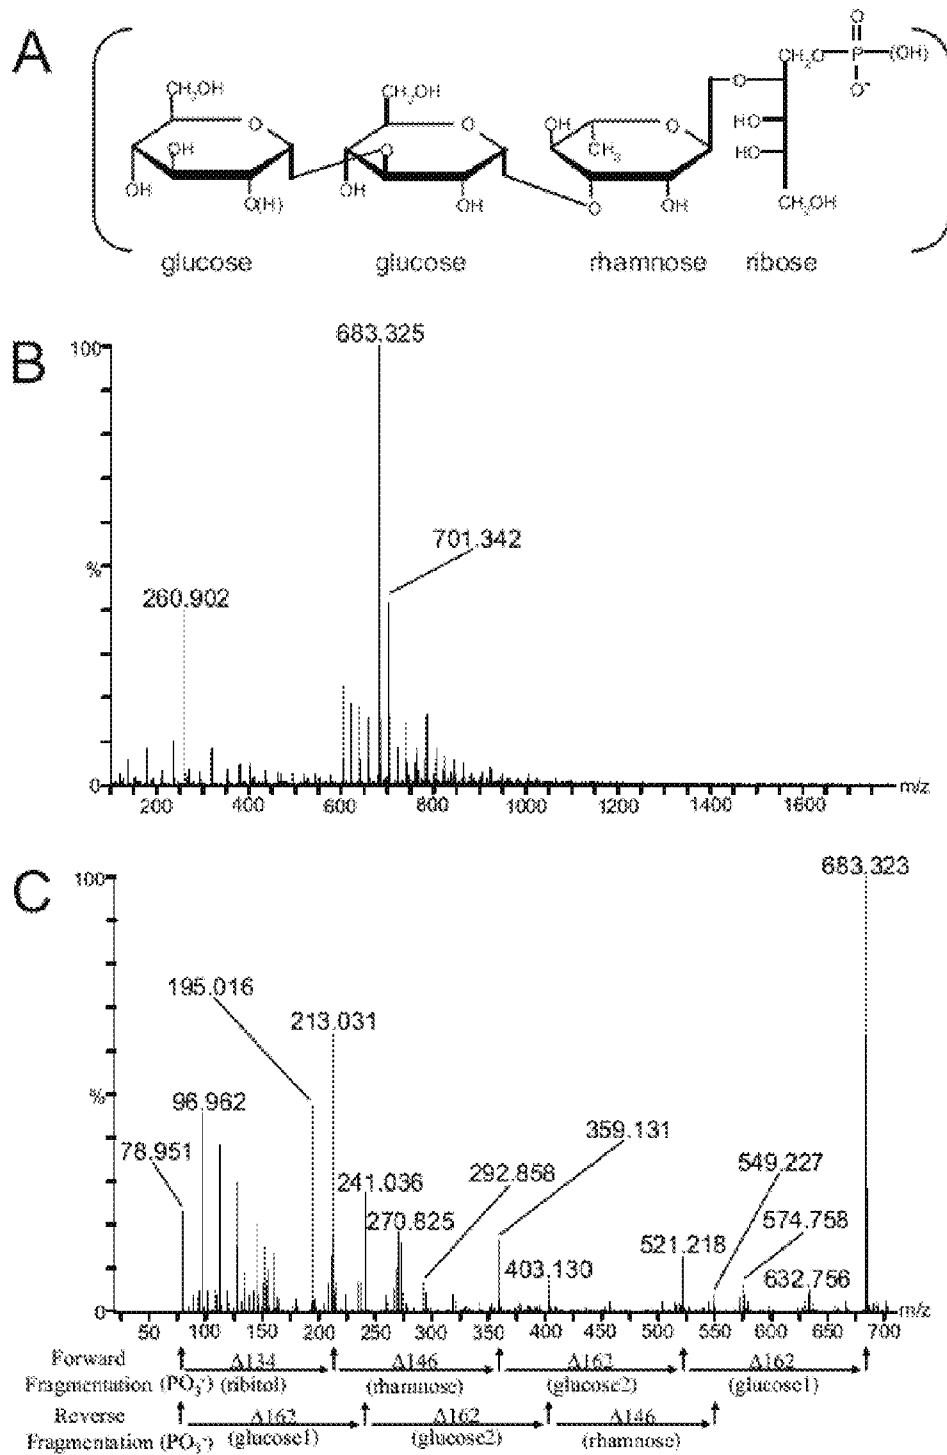 A
CH₂OH
O
OH
OH
O(H)
CH₂OH
O
O
OH
OH
OH
O
CH₃
O
OH
O
HO
HO
CH₂OH
CH₂O
O
P
(OH)
O⁻
glucose
glucose
rhamnose
ribose
B
100
%
0
683.325
701.342
260.902
200
400
600
800
1000
1200
1400
1600
m/z
C
100
%
0
683.323
195.016
213.031
96.962
78.951
241.036
270.825
292.858
359.131
403.130
521.218
549.227
574.758
632.756
50
100
150
200
250
300
350
400
450
500
550
600
650
700
m/z
Forward Δ134 Δ146 Δ162 Δ162
Fragmentation (PO₃⁻) (ribitol) (rhamnose) (glucose2) (glucose1)
Reverse Δ162 Δ162 Δ146
Fragmentation (PO₃⁻) (glucose1) (glucose2) (rhamnose)